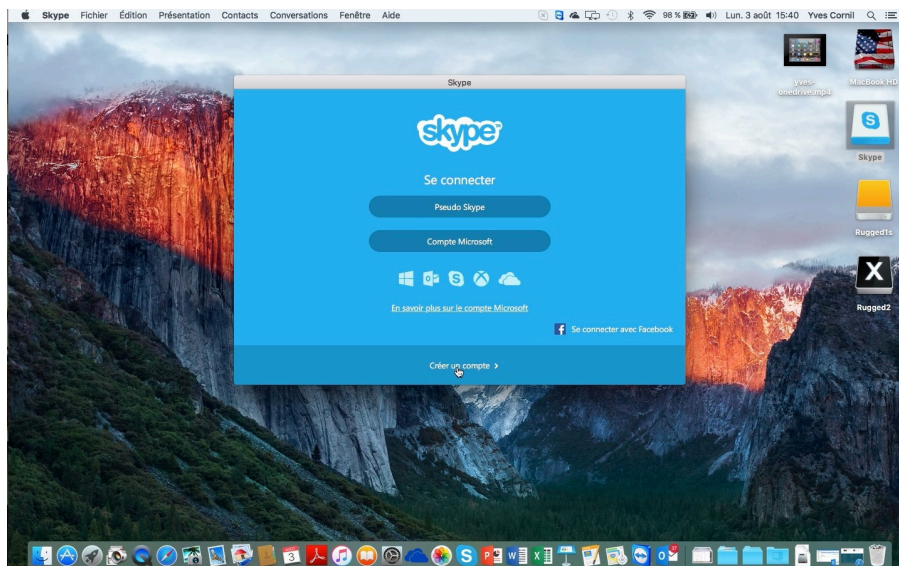 Skype Fichier Édition Présentation Contacts Conversations Fenêtre Aide 98 % Lun. 3 août 15:40 Yves Cornil
Skype
skype
Se connecter
Pseudo Skype
Compte Microsoft
En savoir plus sur le compte Microsoft
Se connecter avec Facebook
Créer un compte >
yves-
onedrive.mp4
MacBook HD
Skype
Rugged1s
X
Rugged2
3